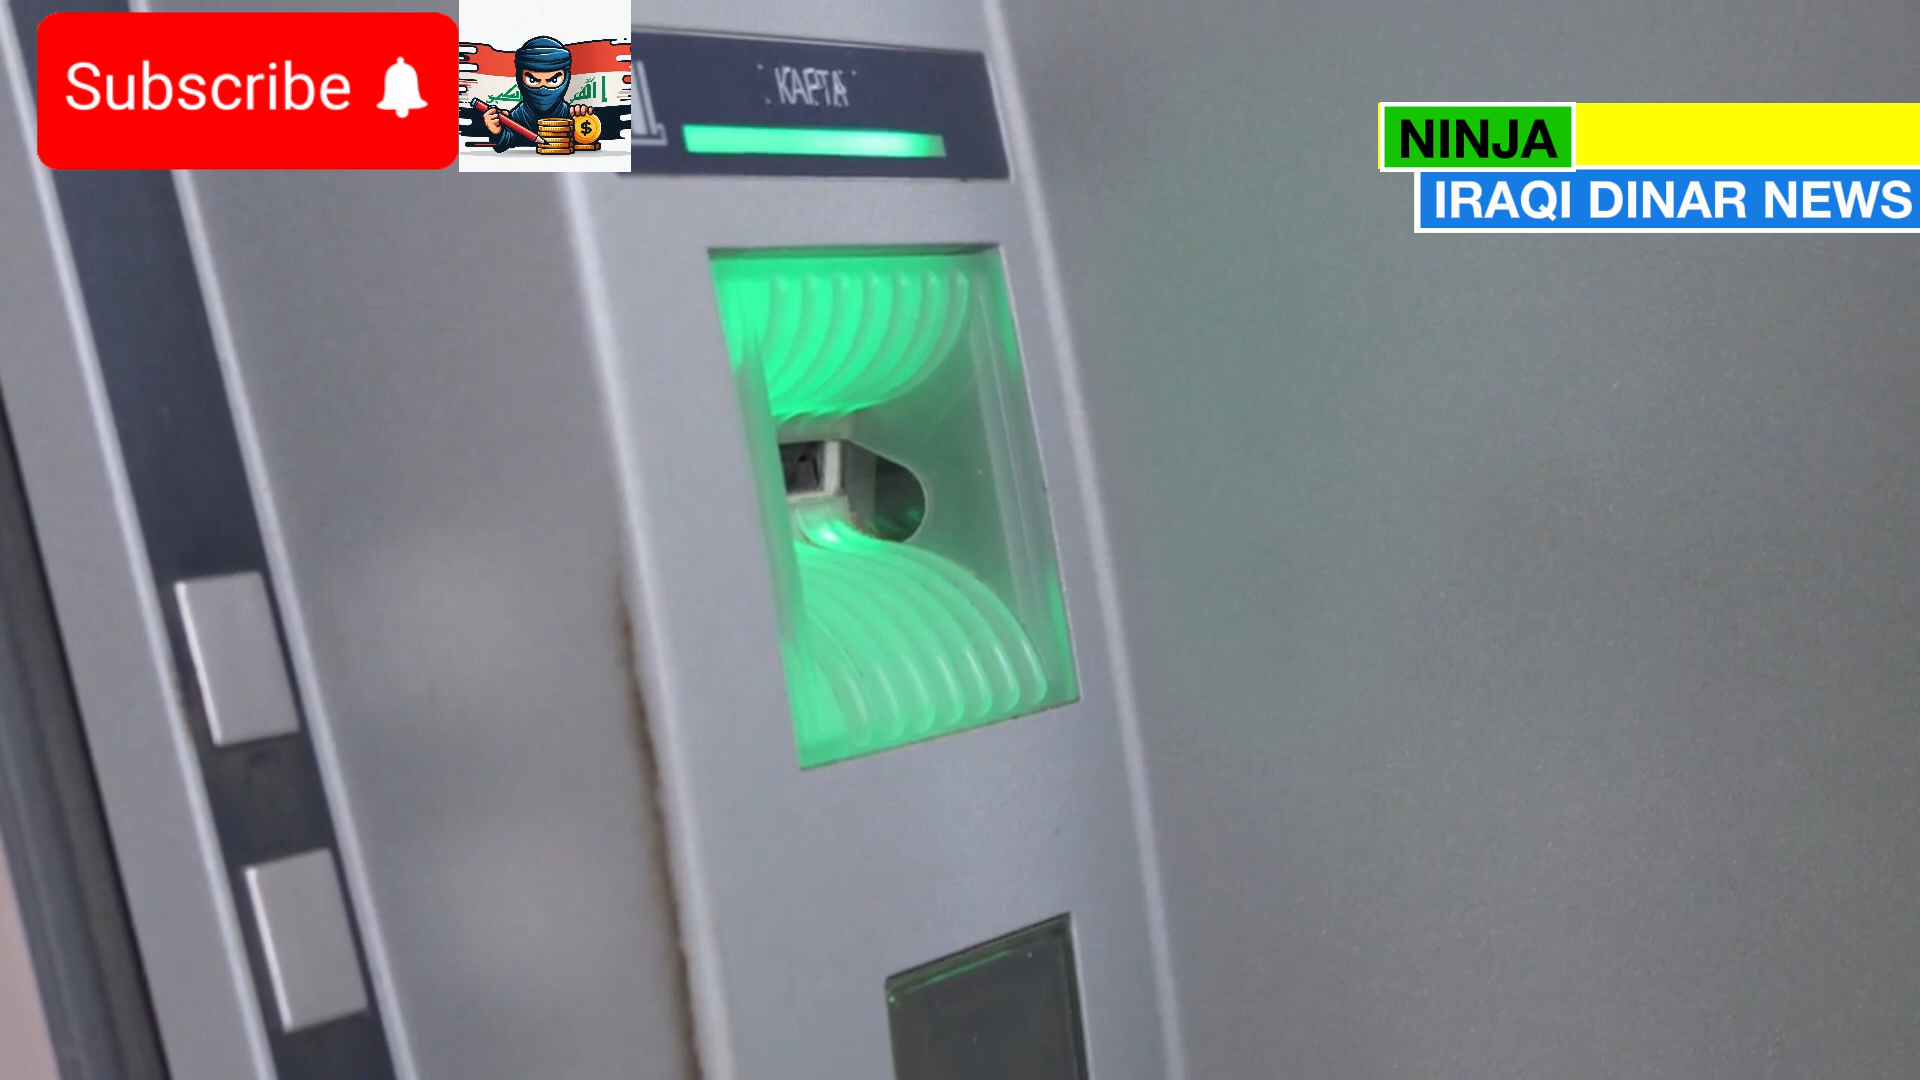 Subscribe
КАРТА
NINJA
IRAQI DINAR NEWS